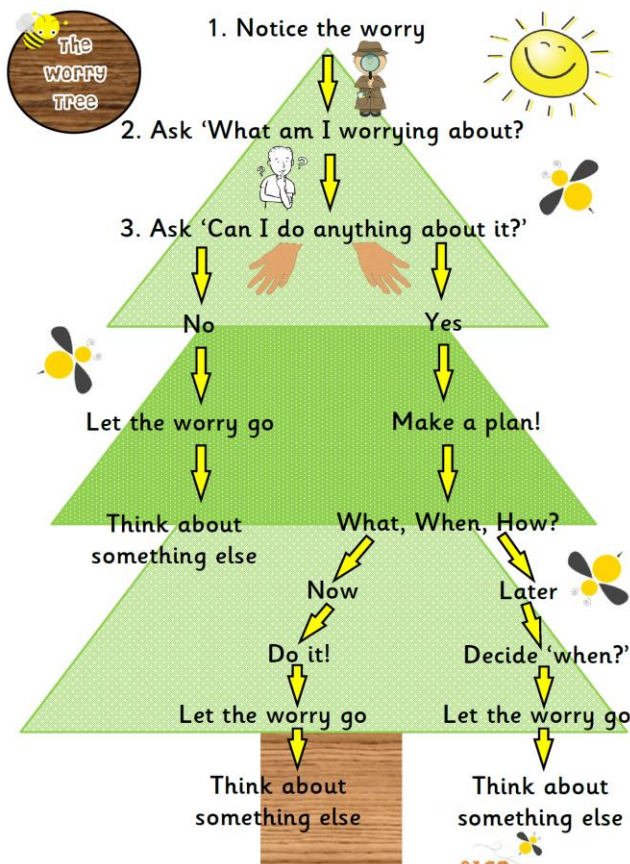 The
Worry
Tree
1. Notice the worry
2. Ask ‘What am I worrying about?
3. Ask ‘Can I do anything about it?’
No
Yes
Let the worry go
Make a plan!
Think about
something else
What, When, How?
Now
Later
Do it!
Decide ‘when?’
Let the worry go
Let the worry go
Think about
something else
Think about
something else